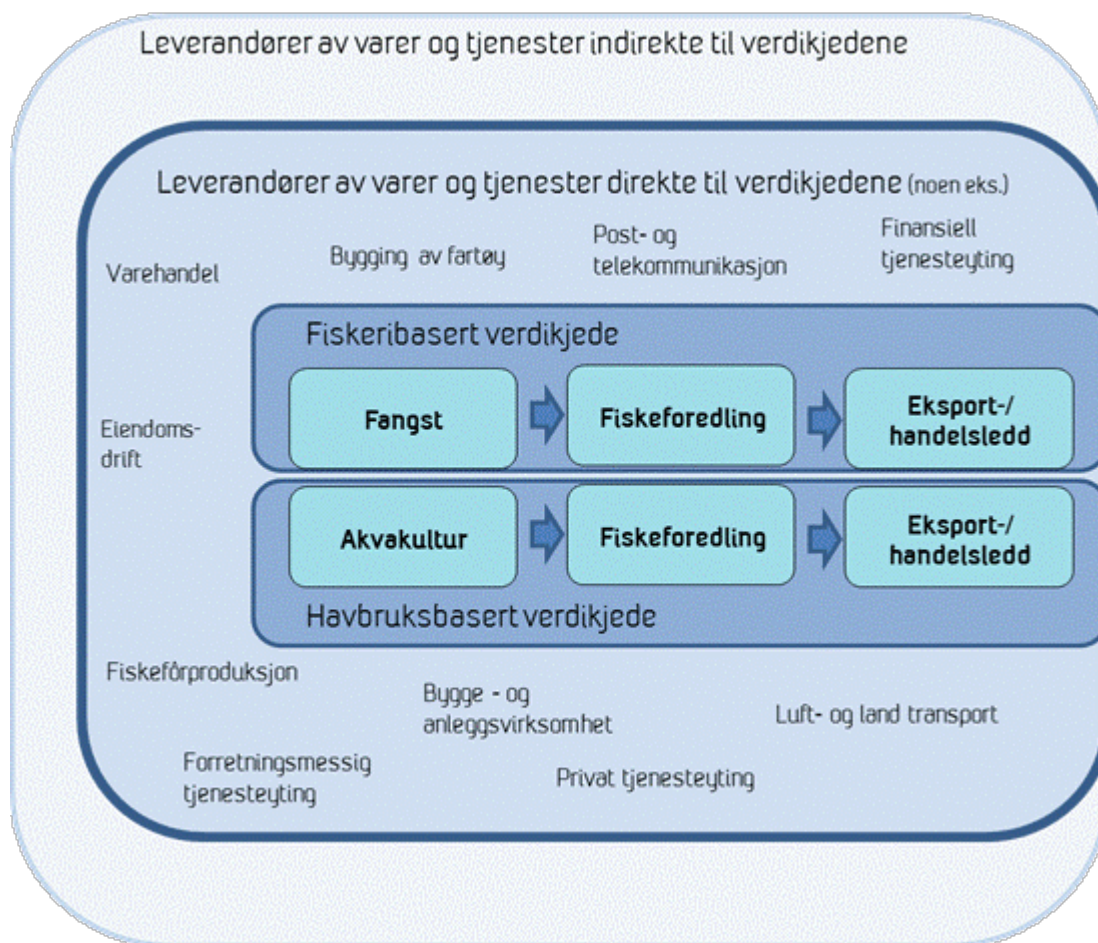 Leverandører av varer og tjenester indirekte til verdikjedene
Leverandører av varer og tjenester direkte til verdikjedene (noen eks.)
Varehandel
Bygging av fartøy
Post- og
telekommunikasjon
Finansiell
tjenesteyting
Fiskeribasert verdikjede
Fangst
Fiskeforedling
Eksport-/
handelsledd
Eiendoms-
drift
Akvakultur
Fiskeforedling
Eksport-/
handelsledd
Havbruksbasert verdikjede
Fiskefôrproduksjon
Bygge - og
anleggsvirksomhet
Luft- og land transport
Forretningsmessig
tjenesteyting
Privat tjenesteyting